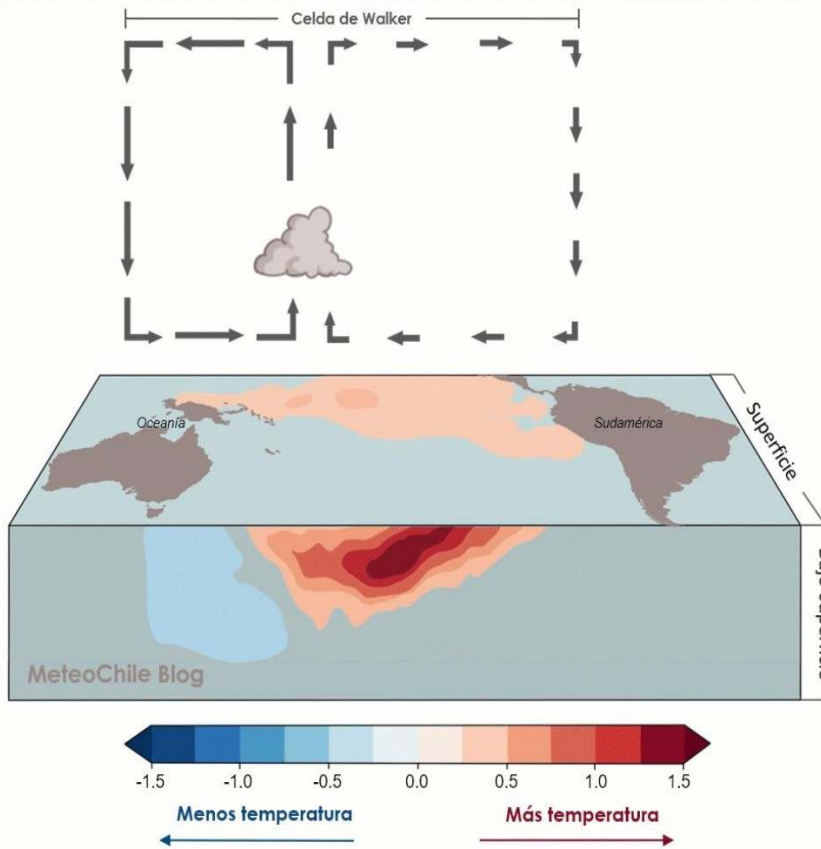 Celda de Walker
Oceanía
Sudamérica
Superficie
MeteoChile Blog
-1.5 -1.0 -0.5 0.0 0.5 1.0 1.5
Menos temperatura
Más temperatura